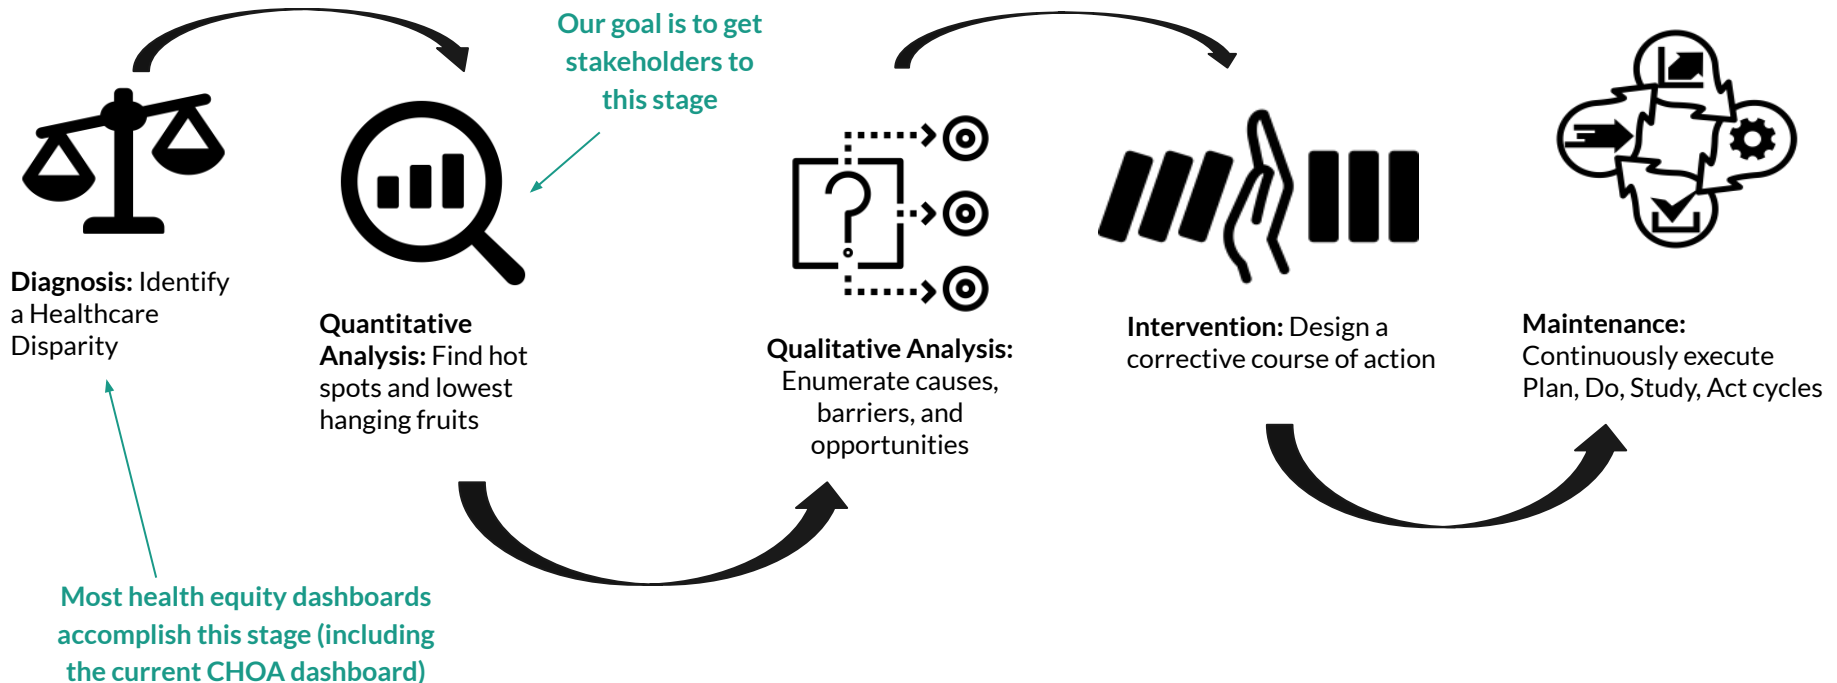 Our goal is to get
stakeholders to
this stage
Diagnosis: Identify
a Healthcare
Disparity
Quantitative
Analysis: Find hot
spots and lowest
hanging fruits
Qualitative Analysis:
Enumerate causes,
barriers, and
opportunities
Intervention: Design a
corrective course of action
Maintenance:
Continuously execute
Plan, Do, Study, Act cycles
Most health equity dashboards
accomplish this stage (including
the current CHOA dashboard)